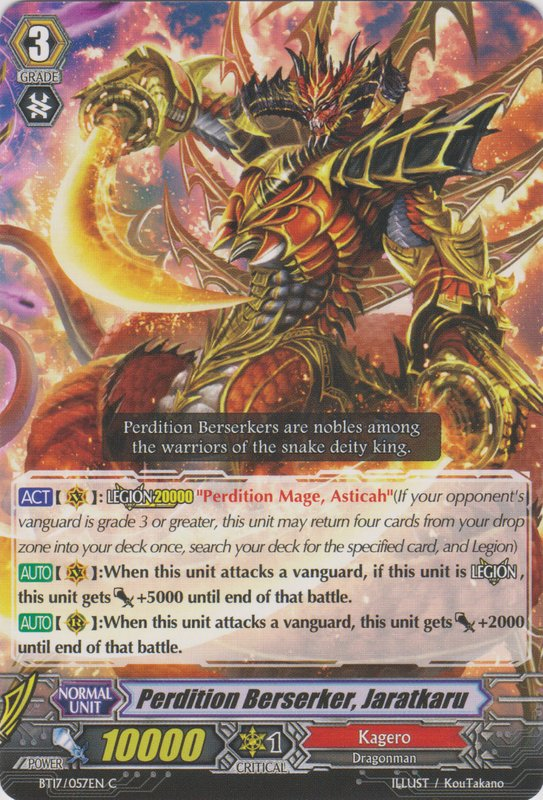 3
GRADE
Perdition Berserkers are nobles among
the warriors of the snake deity king.
ACT【V】: LEGION 20000 "Perdition Mage, Asticah"(If your opponent's
vanguard is grade 3 or greater, this unit may return four cards from your drop
zone into your deck once, search your deck for the specified card, and Legion)
AUTO【V】:When this unit attacks a vanguard, if this unit is LEGION,
this unit gets +5000 until end of that battle.
AUTO【R】:When this unit attacks a vanguard, this unit gets +2000
until end of that battle.
NORMAL
UNIT
Perdition Berserker, Jaratkaru
POWER
10000
1
CRITICAL
Kagero
Dragonman
BT17/057EN C
ILLUST / KouTakano